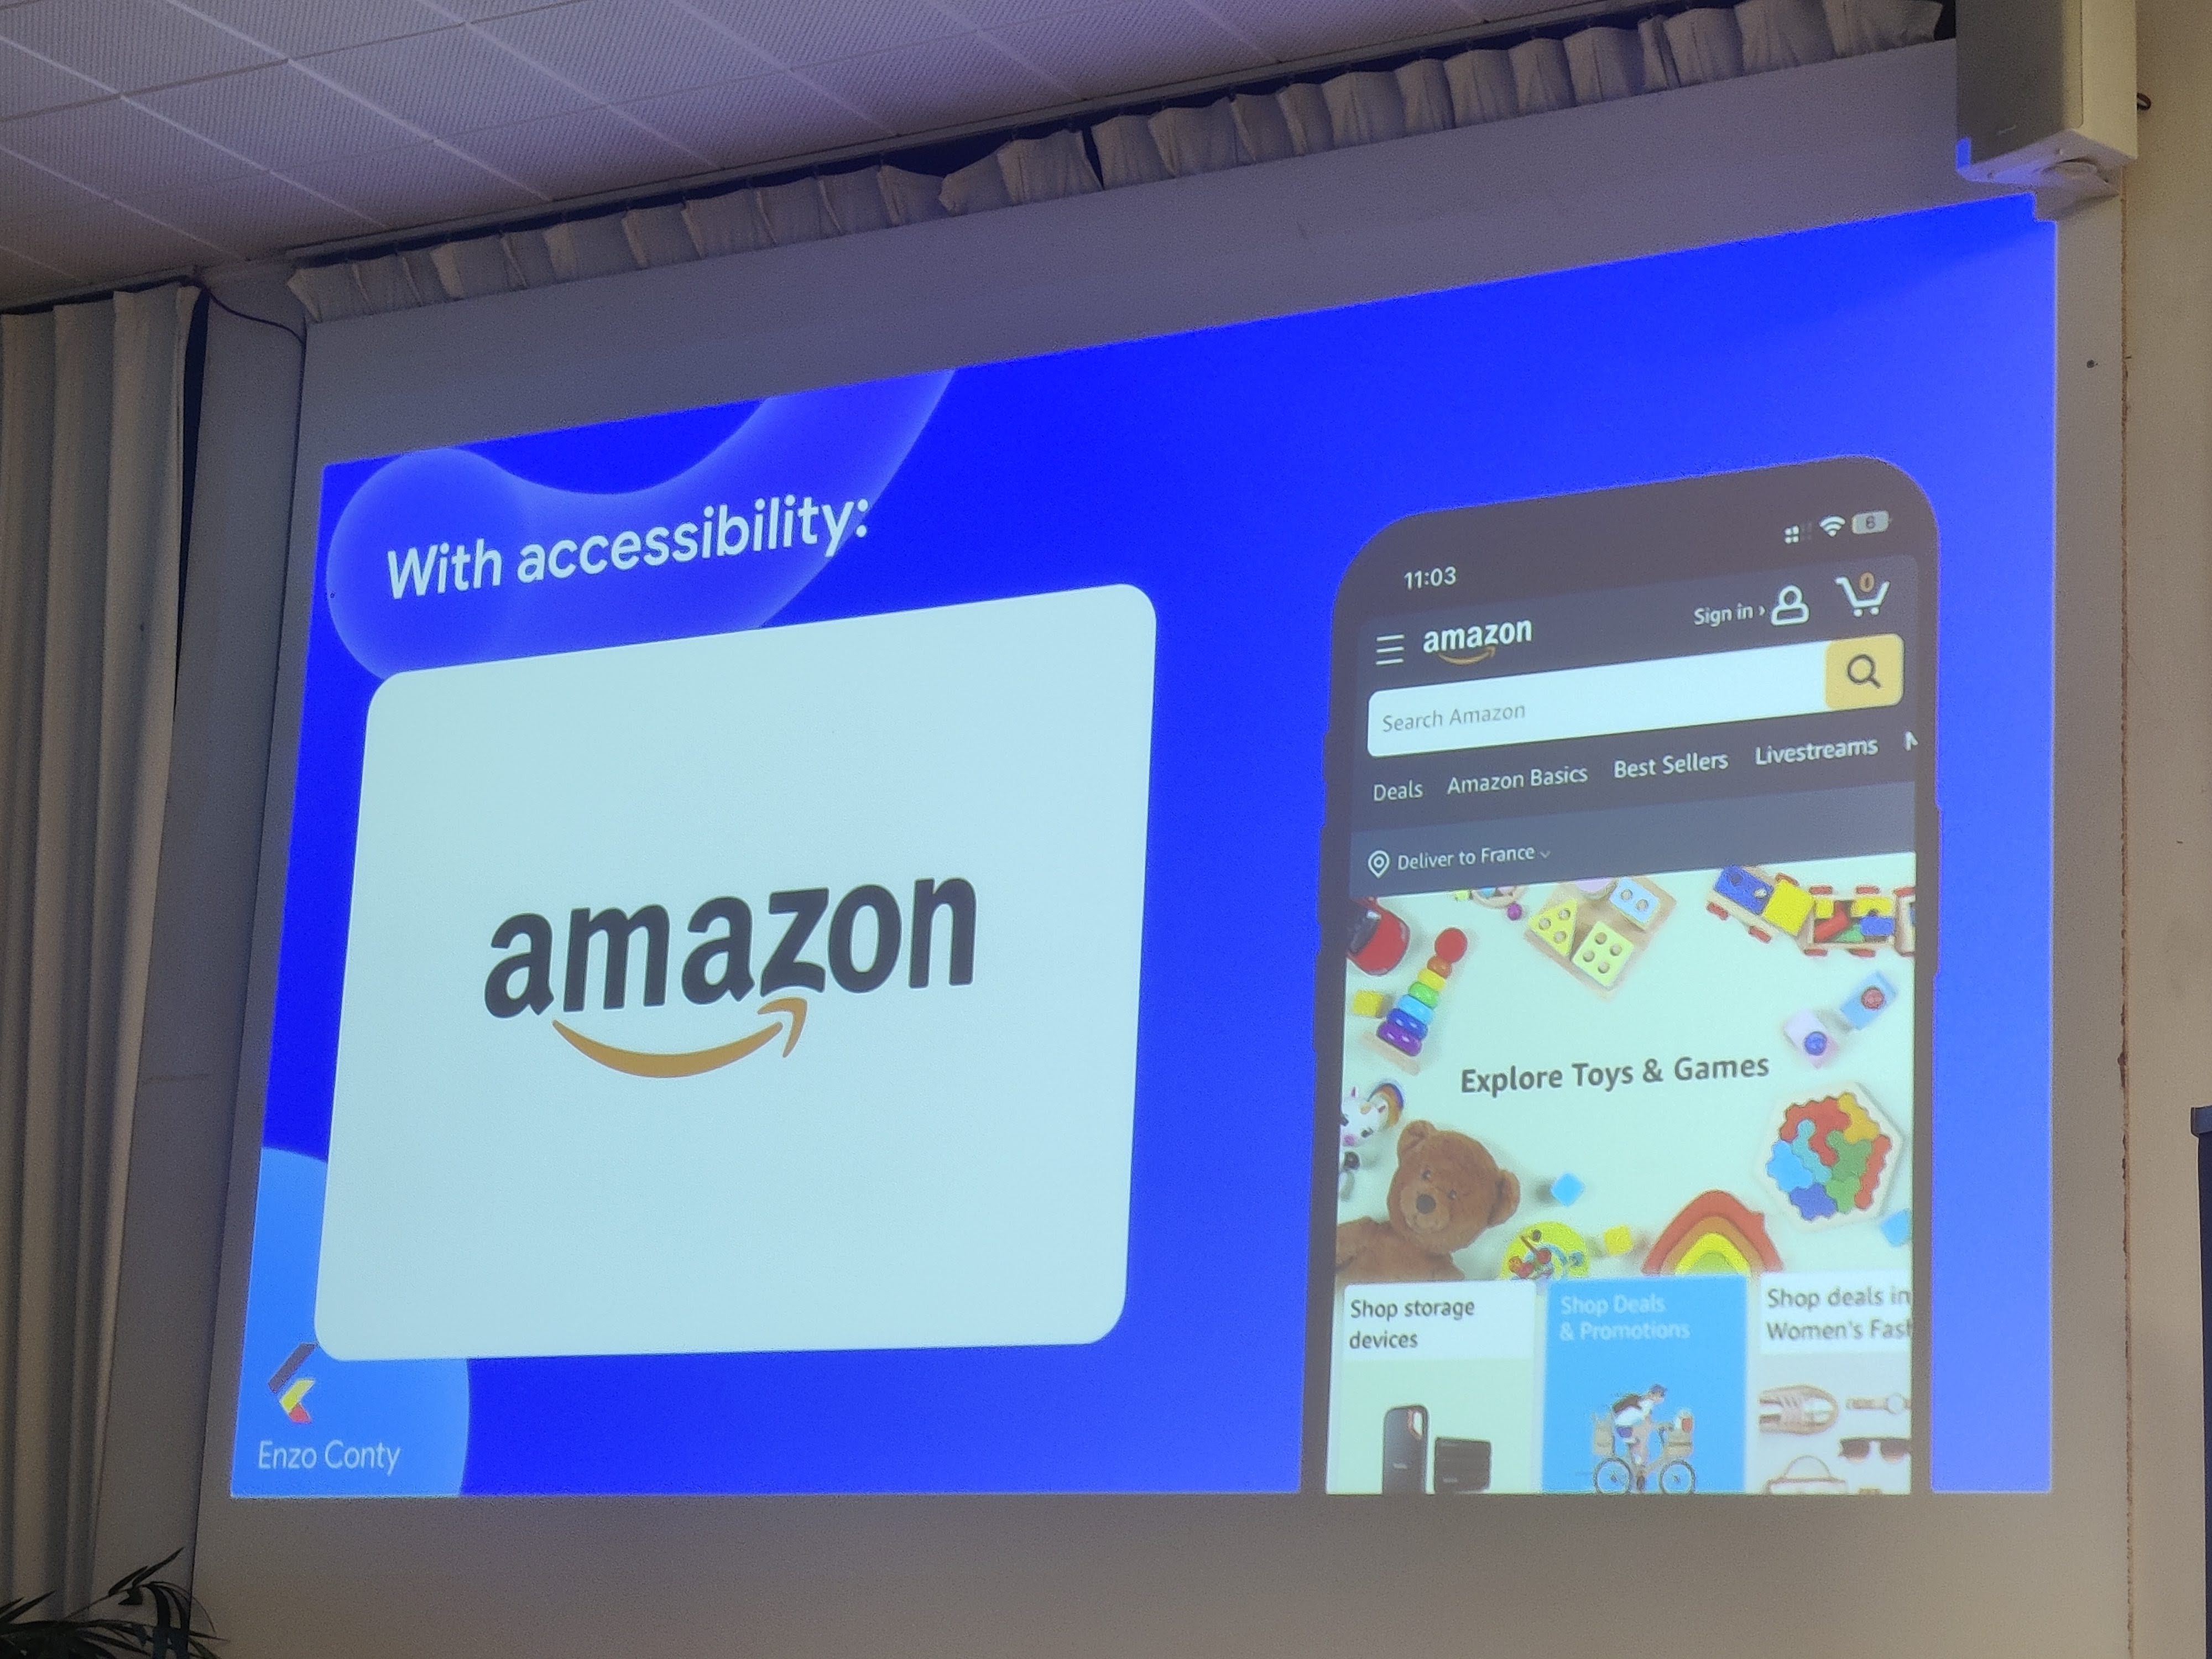 With accessibility:
amazon
Enzo Conty
11:03
6
amazon
Sign in ›
0
Search Amazon
Deals Amazon Basics Best Sellers Livestreams
Deliver to France
Explore Toys & Games
Shop storage
devices
Shop Deals
& Promotions
Shop deals in
Women's Fas